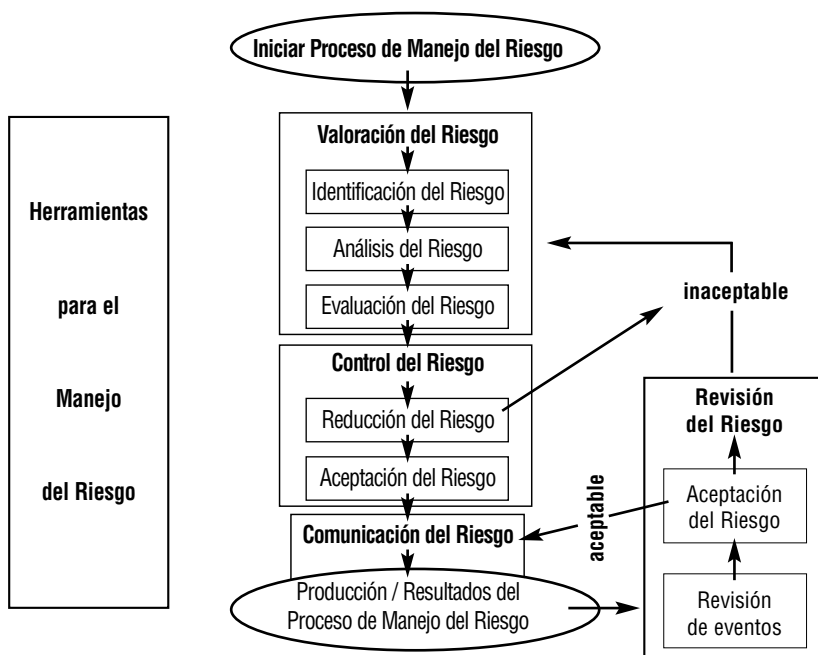 Iniciar Proceso de Manejo del Riesgo
Herramientas
para el
Manejo
del Riesgo
Valoración del Riesgo
Identificación del Riesgo
Análisis del Riesgo
Evaluación del Riesgo
Control del Riesgo
Reducción del Riesgo
Aceptación del Riesgo
Comunicación del Riesgo
Producción / Resultados del
Proceso de Manejo del Riesgo
inaceptable
aceptable
Revisión
del Riesgo
Aceptación
del Riesgo
Revisión
de eventos